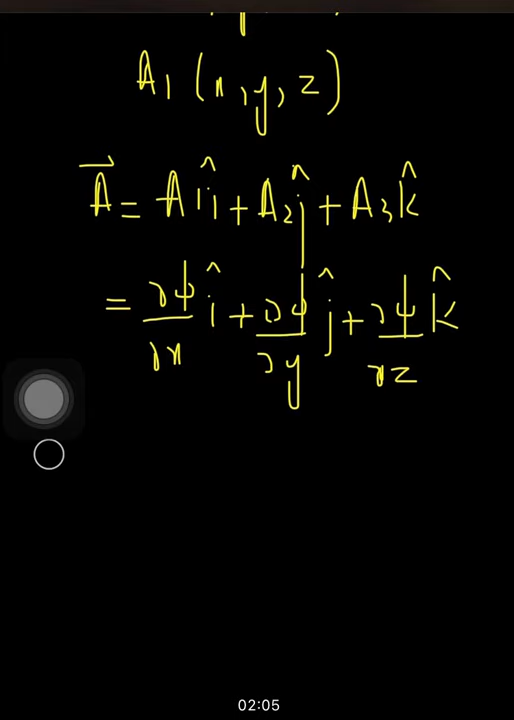 A₁ (x, y, z)
A⃗ = A₁î + A₂ĵ + A₃k̂
= ∂ψ/∂x î + ∂ψ/∂y ĵ + ∂ψ/∂z k̂
02:05